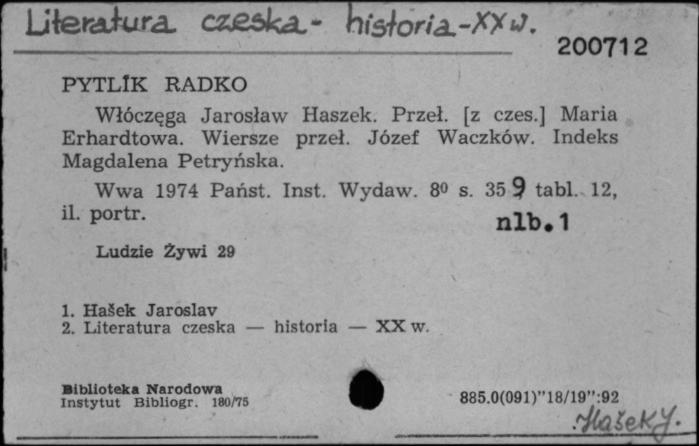 Literatura czeska - historia - XX w.
200712
PYTLÍK RADKO
Włóczęga Jarosław Haszek. Przeł. [z czes.] Maria
Erhardtowa. Wiersze przeł. Józef Waczków. Indeks
Magdalena Petryńska.
Wwa 1974 Państ. Inst. Wydaw. 8⁰ s. 359, tabl. 12,
il. portr.
nlb.1
Ludzie Żywi 29
1. Hašek Jaroslav
2. Literatura czeska — historia — XX w.
Biblioteka Narodowa
Instytut Bibliogr. 180/75
885.0(091)"18/19":92
Hašek J.